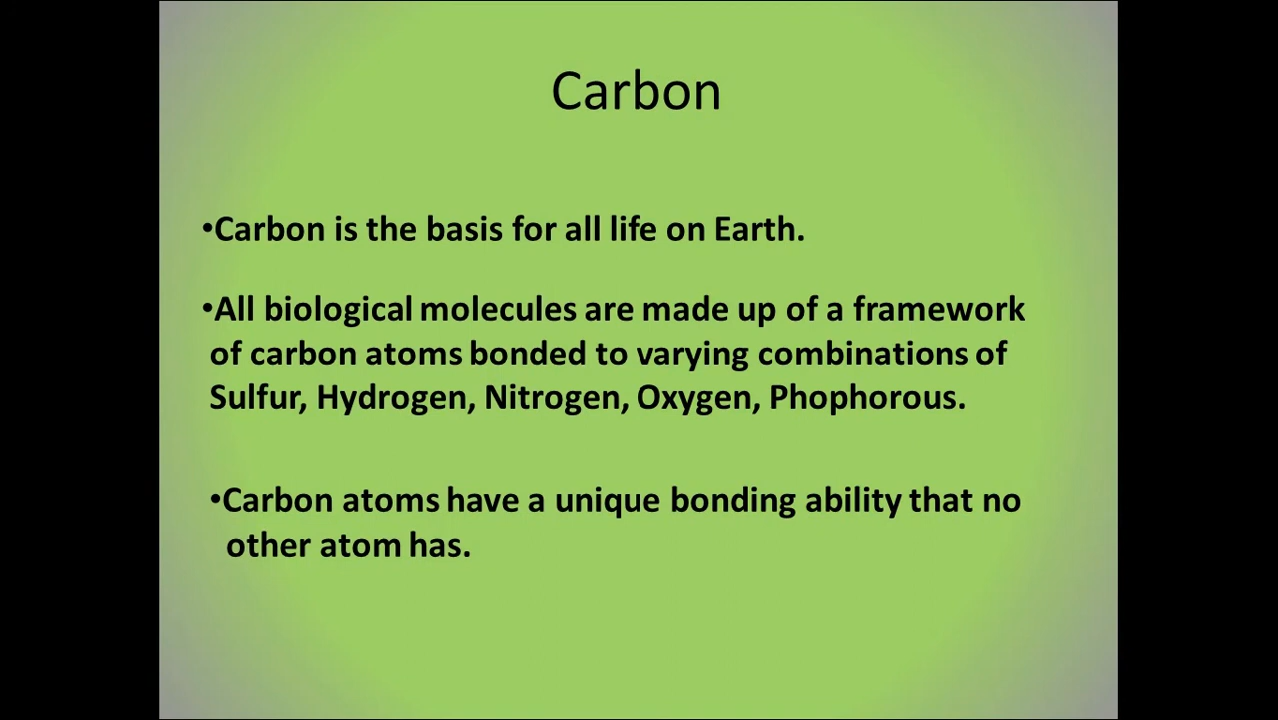 Carbon
•Carbon is the basis for all life on Earth.
•All biological molecules are made up of a framework
of carbon atoms bonded to varying combinations of
Sulfur, Hydrogen, Nitrogen, Oxygen, Phophorous.
•Carbon atoms have a unique bonding ability that no
other atom has.